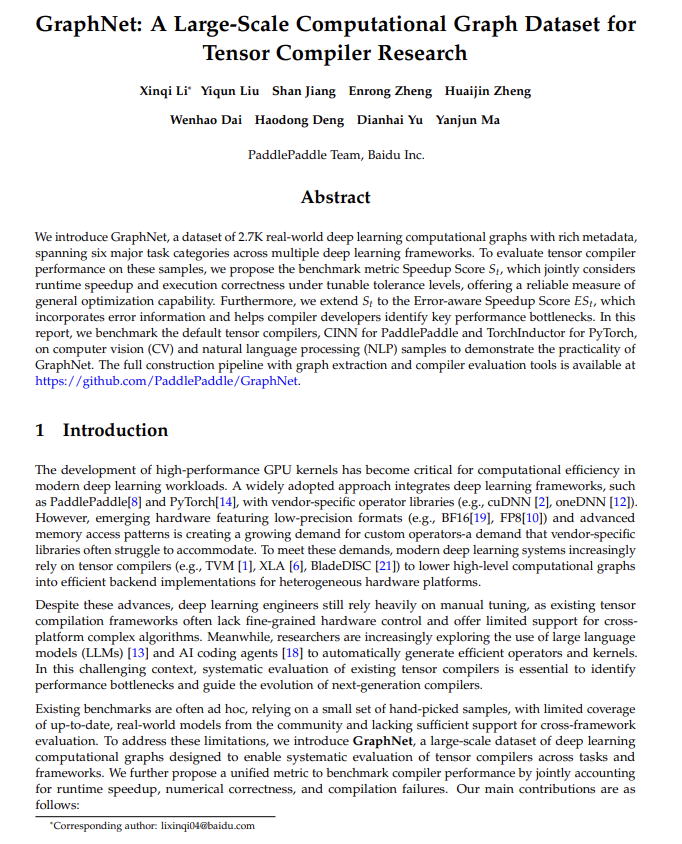 GraphNet: A Large-Scale Computational Graph Dataset for
Tensor Compiler Research
Xinqi Li* Yiqun Liu Shan Jiang Enrong Zheng Huaijin Zheng
Wenhao Dai Haodong Deng Dianhai Yu Yanjun Ma
PaddlePaddle Team, Baidu Inc.
Abstract
We introduce GraphNet, a dataset of 2.7K real-world deep learning computational graphs with rich metadata,
spanning six major task categories across multiple deep learning frameworks. To evaluate tensor compiler
performance on these samples, we propose the benchmark metric Speedup Score St, which jointly considers
runtime speedup and execution correctness under tunable tolerance levels, offering a reliable measure of
general optimization capability. Furthermore, we extend St to the Error-aware Speedup Score ESt, which
incorporates error information and helps compiler developers identify key performance bottlenecks. In this
report, we benchmark the default tensor compilers, CINN for PaddlePaddle and TorchInductor for PyTorch,
on computer vision (CV) and natural language processing (NLP) samples to demonstrate the practicality of
GraphNet. The full construction pipeline with graph extraction and compiler evaluation tools is available at
https://github.com/PaddlePaddle/GraphNet.
1 Introduction
The development of high-performance GPU kernels has become critical for computational efficiency in
modern deep learning workloads. A widely adopted approach integrates deep learning frameworks, such
as PaddlePaddle[8] and PyTorch[14], with vendor-specific operator libraries (e.g., cuDNN [2], oneDNN [12]).
However, emerging hardware featuring low-precision formats (e.g., BF16[19], FP8[10]) and advanced
memory access patterns is creating a growing demand for custom operators-a demand that vendor-specific
libraries often struggle to accommodate. To meet these demands, modern deep learning systems increasingly
rely on tensor compilers (e.g., TVM [1], XLA [6], BladeDISC [21]) to lower high-level computational graphs
into efficient backend implementations for heterogeneous hardware platforms.
Despite these advances, deep learning engineers still rely heavily on manual tuning, as existing tensor
compilation frameworks often lack fine-grained hardware control and offer limited support for cross-
platform complex algorithms. Meanwhile, researchers are increasingly exploring the use of large language
models (LLMs) [13] and AI coding agents [18] to automatically generate efficient operators and kernels.
In this challenging context, systematic evaluation of existing tensor compilers is essential to identify
performance bottlenecks and guide the evolution of next-generation compilers.
Existing benchmarks are often ad hoc, relying on a small set of hand-picked samples, with limited coverage
of up-to-date, real-world models from the community and lacking sufficient support for cross-framework
evaluation. To address these limitations, we introduce GraphNet, a large-scale dataset of deep learning
computational graphs designed to enable systematic evaluation of tensor compilers across tasks and
frameworks. We further propose a unified metric to benchmark compiler performance by jointly accounting
for runtime speedup, numerical correctness, and compilation failures. Our main contributions are as
follows:
*Corresponding author: lixinqi04@baidu.com